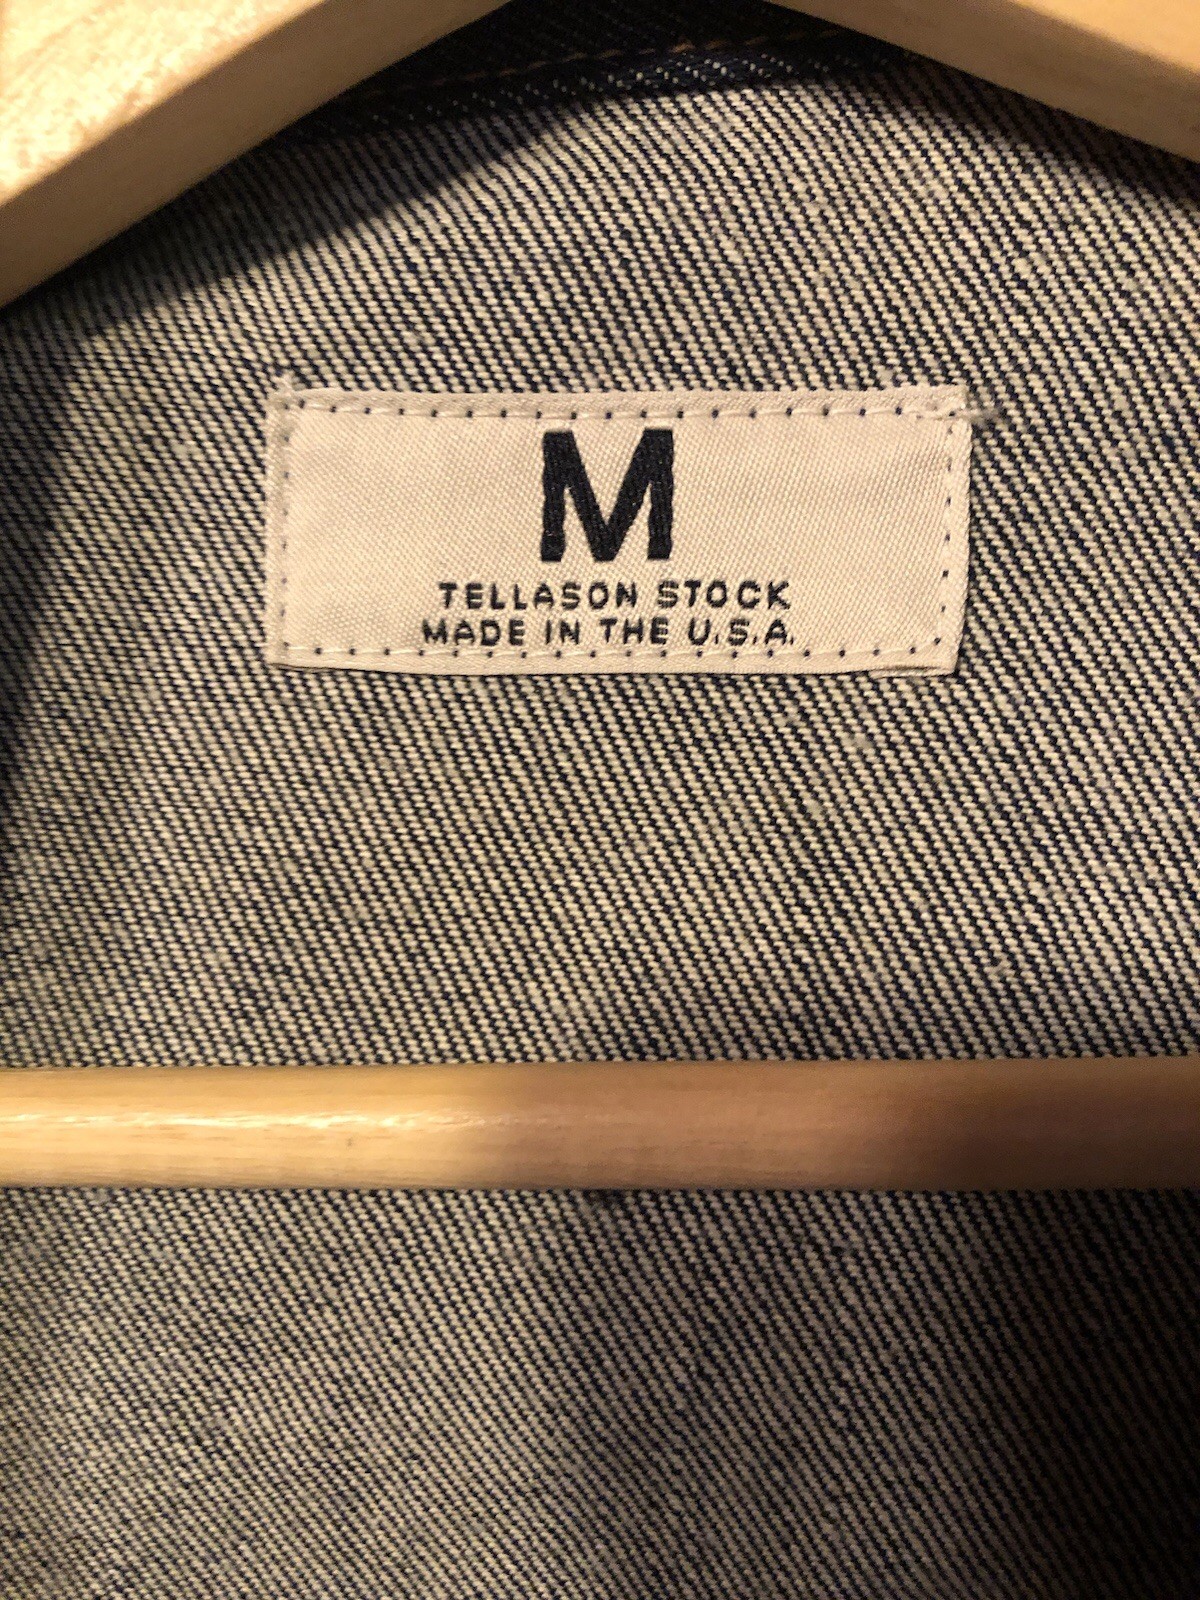 M
TELLASON STOCK
MADE IN THE U.S.A.